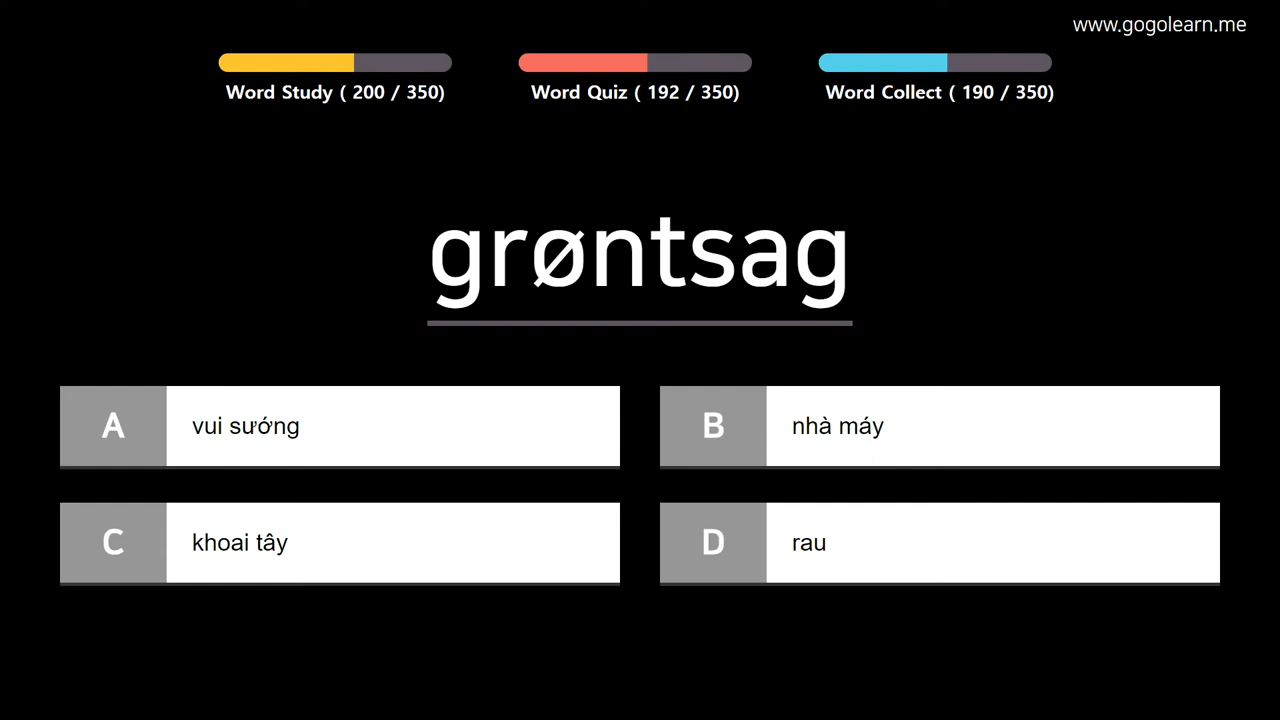 www.gogolearn.me
Word Study ( 200 / 350)
Word Quiz ( 192 / 350)
Word Collect ( 190 / 350)
grøntsag
A
vui sướng
B
nhà máy
C
khoai tây
D
rau